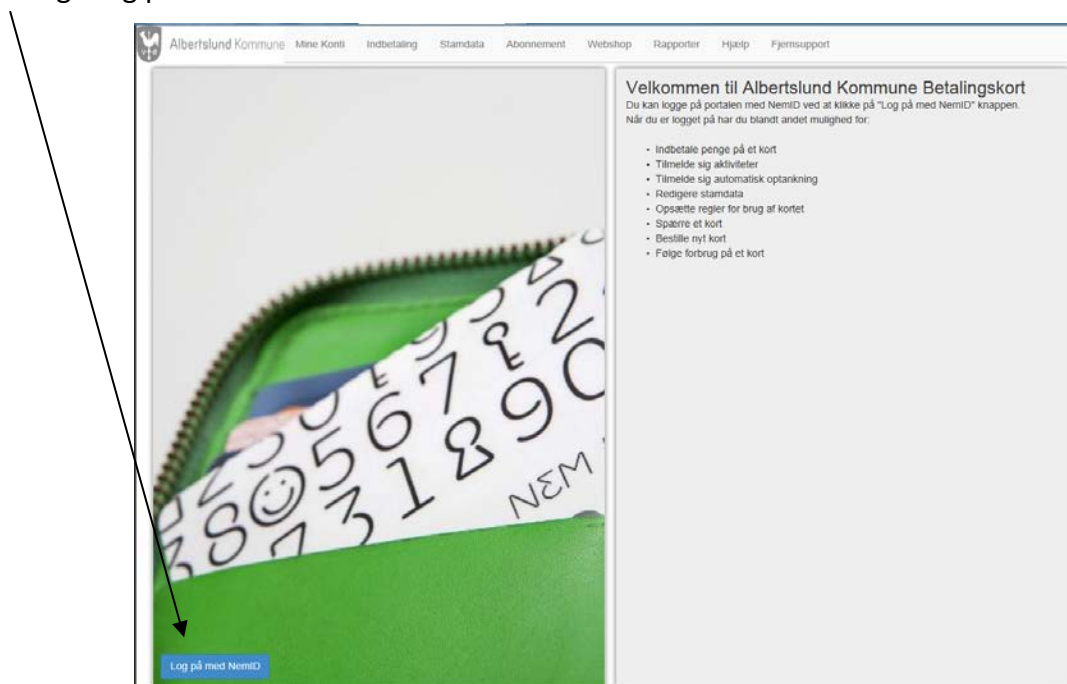 Albertslund Kommune Mine Konti Indbetaling Stamdata Abonnement Webshop Rapporter Hjælp Fjernsupport
Velkommen til Albertslund Kommune Betalingskort
Du kan logge på portalen med NemID ved at klikke på "Log på med NemID" knappen.
Når du er logget på har du blandt andet mulighed for:
• Indbetale penge på et kort
• Tilmelde sig aktiviteter
• Tilmelde sig automatisk optankning
• Redigere stamdata
• Opsætte regler for brug af kortet
• Spærre et kort
• Bestille nyt kort
• Følge forbrug på et kort
567
05689
731890
NEM
Log på med NemID